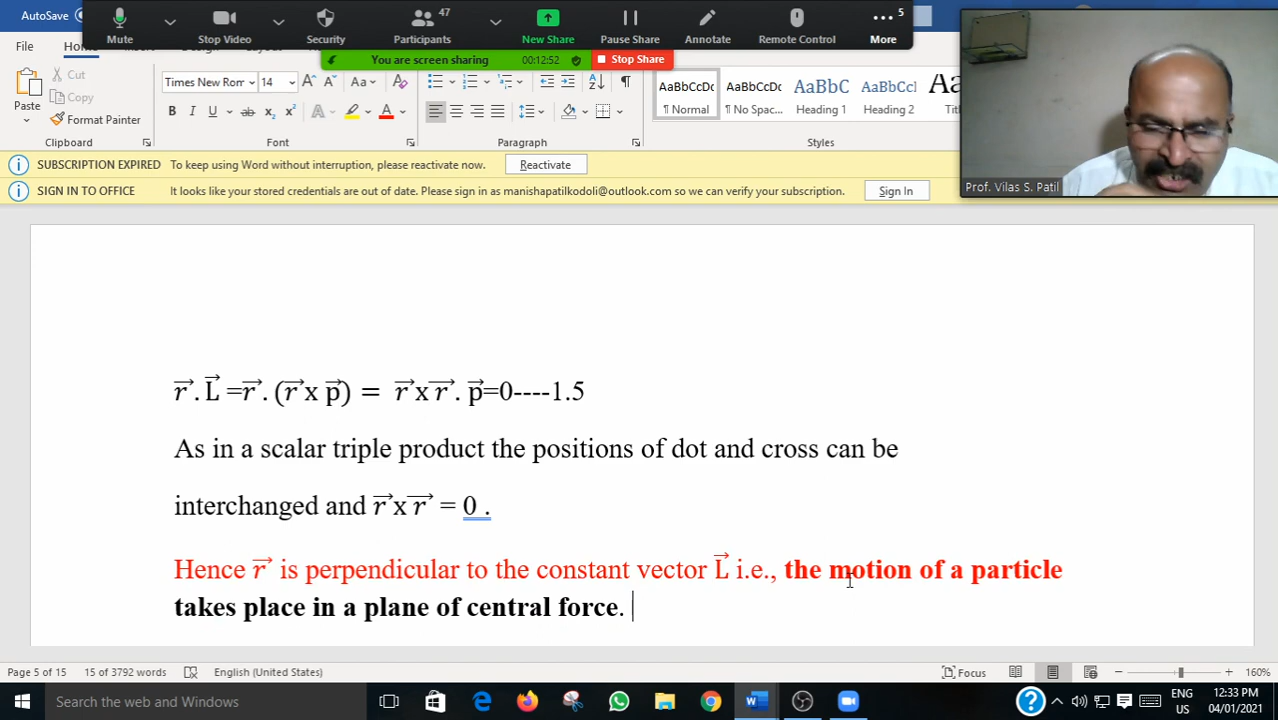 AutoSave
47
5
Mute
Stop Video
Security
Participants
New Share
Pause Share
Annotate
Remote Control
More
You are screen sharing
00:12:52
Stop Share
File
Cut
Copy
Format Painter
Paste
Times New Rom
14
Aa
B I U ab x₂ x²
A
AaBbCcDc
¶ Normal
AaBbCcDc
¶ No Spac...
AaBbC
Heading 1
AaBbCcl
Heading 2
Clipboard
Font
Paragraph
Styles
Prof. Vilas S. Patil
SUBSCRIPTION EXPIRED To keep using Word without interruption, please reactivate now. Reactivate
SIGN IN TO OFFICE It looks like your stored credentials are out of date. Please sign in as manishapatilkodoli@outlook.com so we can verify your subscription. Sign In
r⃗. L⃗ =r⃗. (r⃗x p⃗) = r⃗xr⃗. p⃗=0----1.5
As in a scalar triple product the positions of dot and cross can be
interchanged and r⃗xr⃗ = 0 .
Hence r⃗ is perpendicular to the constant vector L⃗ i.e., the motion of a particle
takes place in a plane of central force.
Page 5 of 15 15 of 3792 words English (United States) Focus 160%
Search the web and Windows
ENG
US
12:33 PM
04/01/2021